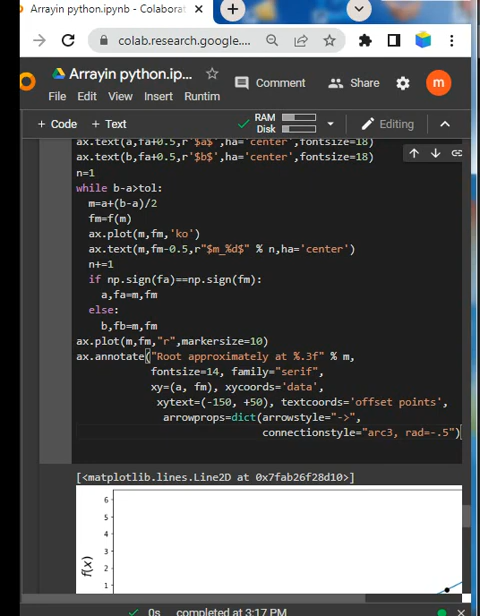 Arrayin python.ipynb - Colaborat
colab.research.google....
Arrayin python.ip...
Comment
Share
m
File Edit View Insert Runtim
+ Code + Text
RAM
Disk
Editing
ax.text(a,fa+0.5,r'$a$',ha='center',fontsize=18)
ax.text(b,fa+0.5,r'$b$',ha='center',fontsize=18)
n=1
while b-a>tol:
m=a+(b-a)/2
fm=f(m)
ax.plot(m,fm,'ko')
ax.text(m,fm-0.5,r"$m_%d$" % n,ha='center')
n+=1
if np.sign(fa)==np.sign(fm):
a,fa=m,fm
else:
b,fb=m,fm
ax.plot(m,fm,"r",markersize=10)
ax.annotate("Root approximately at %.3f" % m,
fontsize=14, family="serif",
xy=(a, fm), xycoords='data',
xytext=(-150, +50), textcoords='offset points',
arrowprops=dict(arrowstyle="->",
connectionstyle="arc3, rad=-.5")
[<matplotlib.lines.Line2D at 0x7fab26f28d10>]
6
5
4
3
2
1
f(x)
0s completed at 3:17 PM